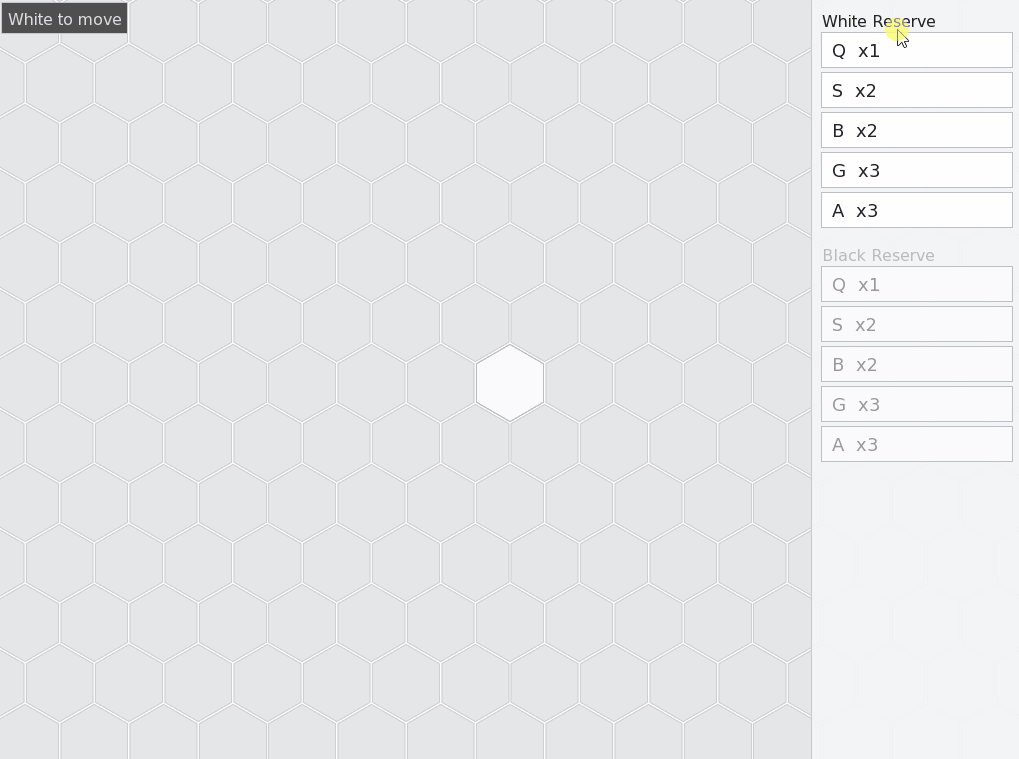 White to move
White Reserve
Q x1
S x2
B x2
G x3
A x3
Black Reserve
Q x1
S x2
B x2
G x3
A x3